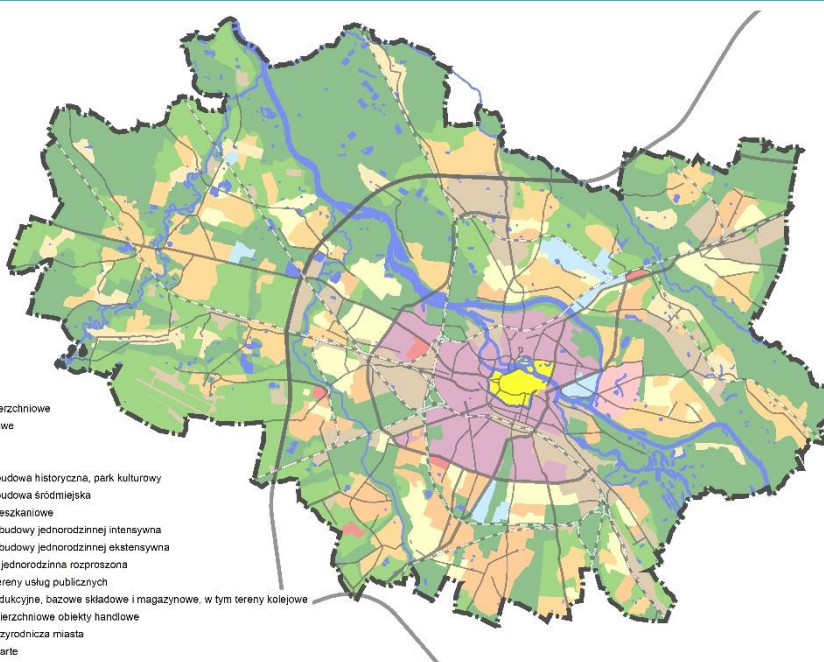 erzchniowe
owe
budowa historyczna, park kulturowy
budowa śródmiejska
eszkaniowe
budowy jednorodzinnej intensywna
budowy jednorodzinnej ekstensywna
jednorodzinna rozproszona
ereny usług publicznych
dukcyjne, bazowe składowe i magazynowe, w tym tereny kolejowe
ierzchniowe obiekty handlowe
zyrodnicza miasta
arte